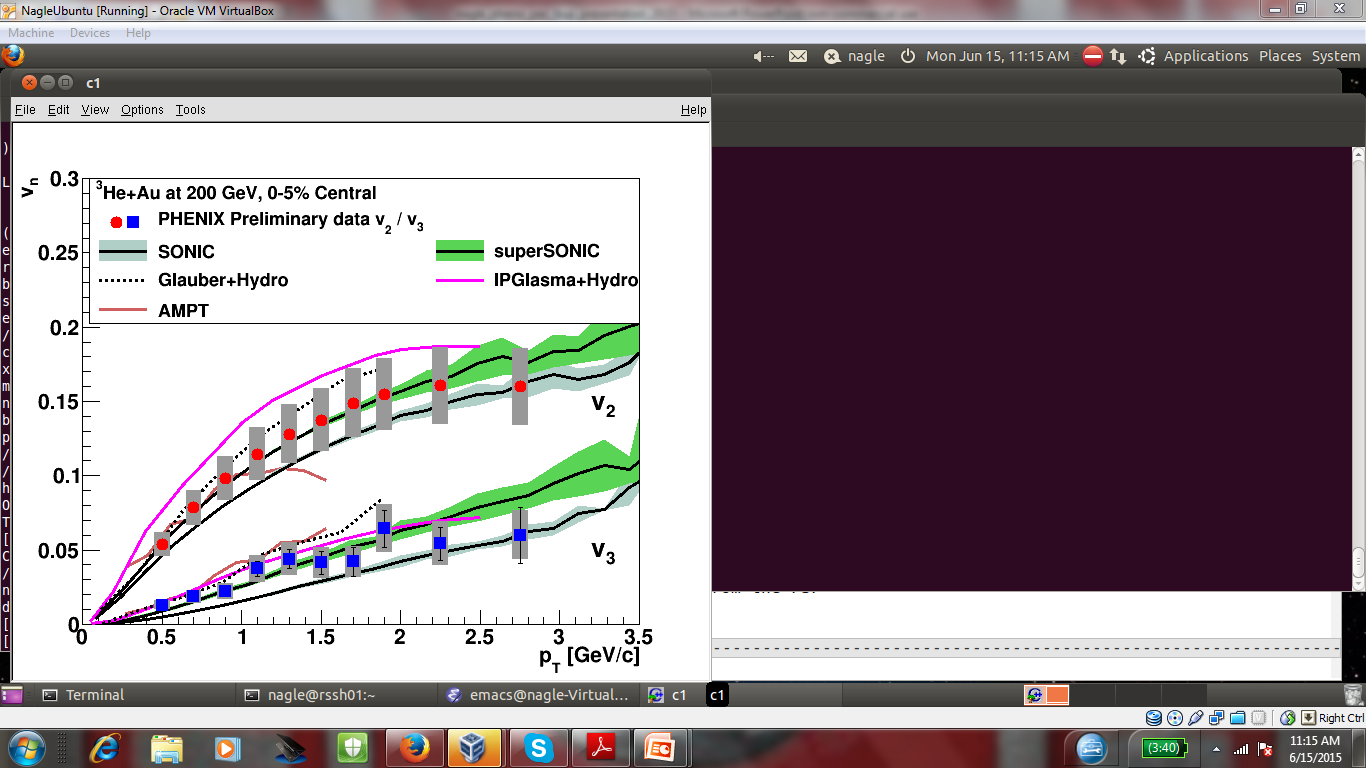 NagleUbuntu [Running] - Oracle VM VirtualBox
Machine Devices Help
nagle Mon Jun 15, 11:15 AM Applications Places System
c1
File Edit View Options Tools Help
vn
0.3
0.25
0.2
0.15
0.1
0.05
0
3He+Au at 200 GeV, 0-5% Central
PHENIX Preliminary data v2 / v3
SONIC superSONIC
Glauber+Hydro IPGlasma+Hydro
AMPT
v2
v3
0 0.5 1 1.5 2 2.5 3 3.5
pT [GeV/c]
)
L
(
e
r
b
s
e
/
c
x
m
n
b
p
/
/
h
O
T
[
C
/
n
d
[
[
Terminal nagle@rssh01:~ emacs@nagle-Virtual... c1 c1
Right Ctrl
(3:40) 11:15 AM
6/15/2015